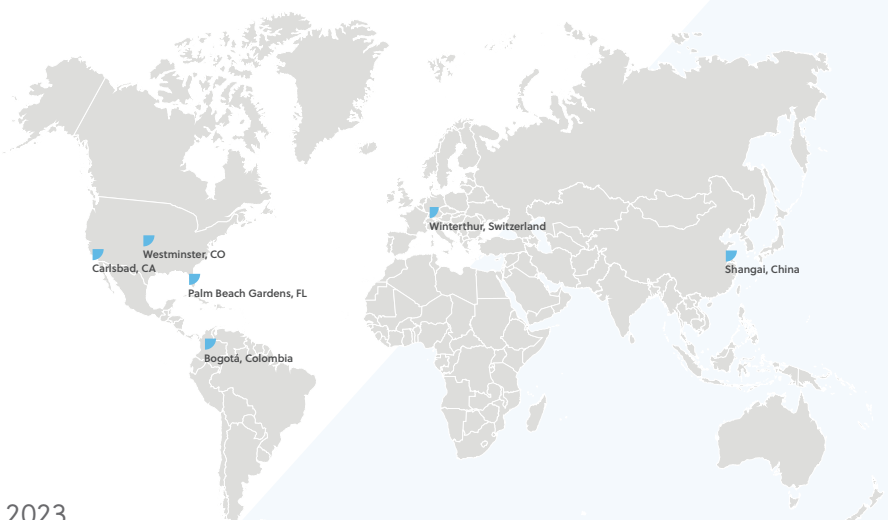 Winterthur, Switzerland
Westminster, CO
Carlsbad, CA
Shangai, China
Palm Beach Gardens, FL
Bogotá, Colombia
2023